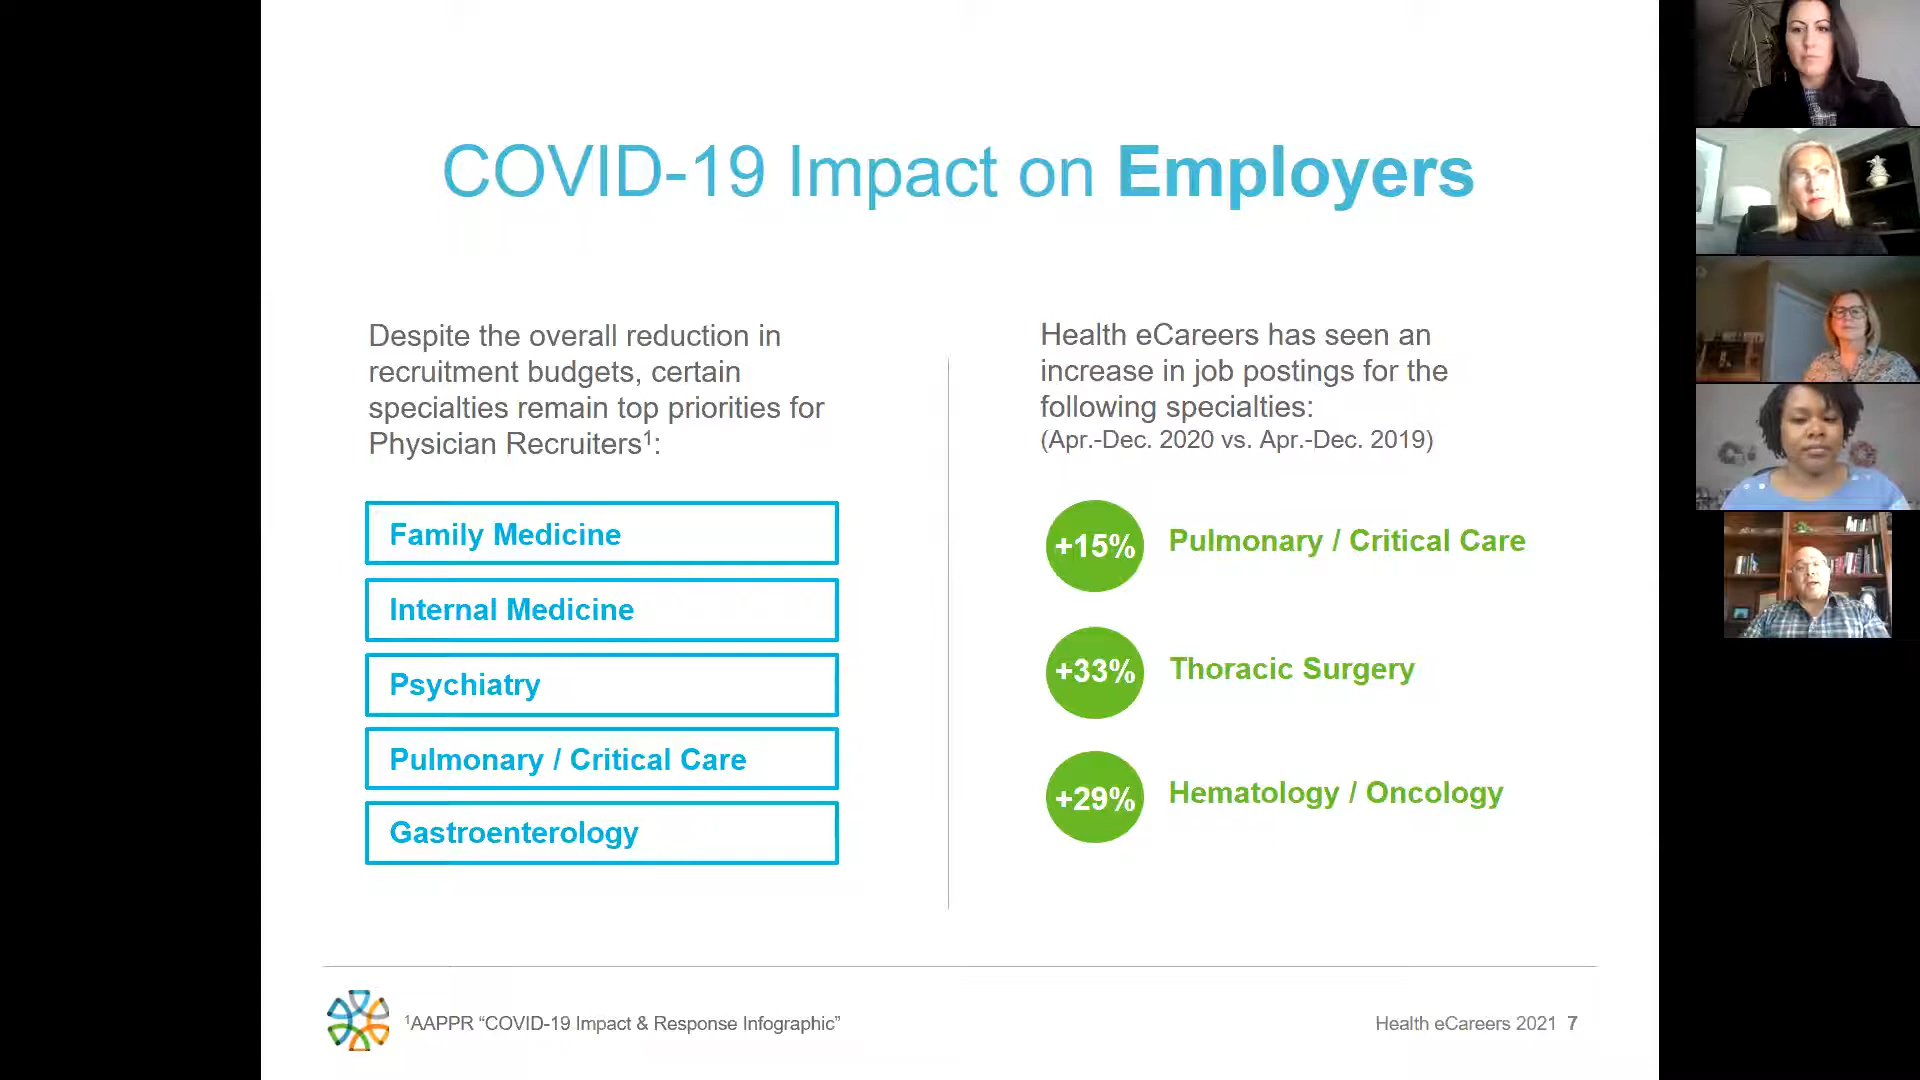 COVID-19 Impact on Employers
Despite the overall reduction in
recruitment budgets, certain
specialties remain top priorities for
Physician Recruiters¹:
Family Medicine
Internal Medicine
Psychiatry
Pulmonary / Critical Care
Gastroenterology
Health eCareers has seen an
increase in job postings for the
following specialties:
(Apr.-Dec. 2020 vs. Apr.-Dec. 2019)
+15% Pulmonary / Critical Care
+33% Thoracic Surgery
+29% Hematology / Oncology
¹AAPPR “COVID-19 Impact & Response Infographic”
Health eCareers 2021 7